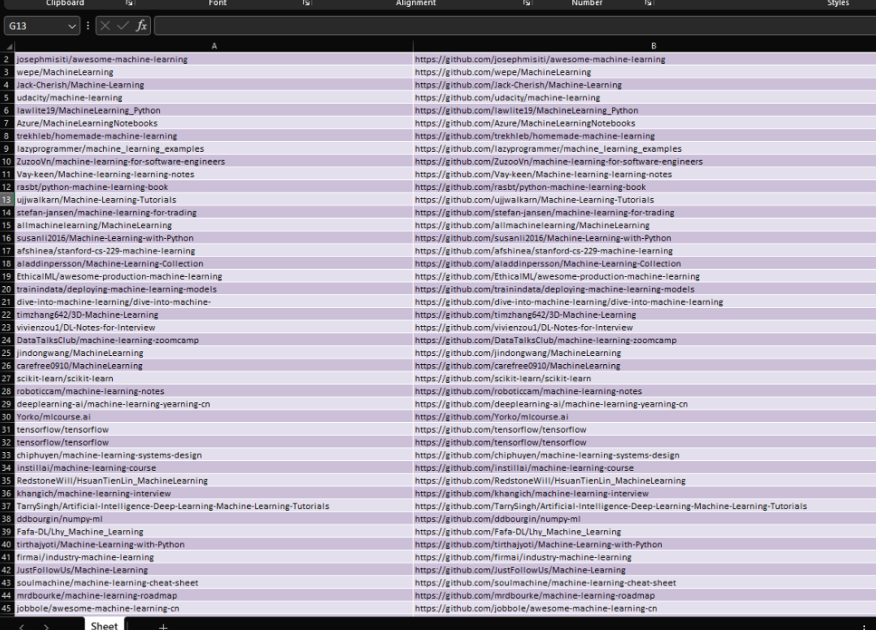 Clipboard Font Alignment Number Styles
G13 fx
A B
2 josephmisiti/awesome-machine-learning https://github.com/josephmisiti/awesome-machine-learning
3 wepe/MachineLearning https://github.com/wepe/MachineLearning
4 Jack-Cherish/Machine-Learning https://github.com/Jack-Cherish/Machine-Learning
5 udacity/machine-learning https://github.com/udacity/machine-learning
6 lawlite19/MachineLearning_Python https://github.com/lawlite19/MachineLearning_Python
7 Azure/MachineLearningNotebooks https://github.com/Azure/MachineLearningNotebooks
8 trekhleb/homemade-machine-learning https://github.com/trekhleb/homemade-machine-learning
9 lazyprogrammer/machine_learning_examples https://github.com/lazyprogrammer/machine_learning_examples
10 ZuzooVn/machine-learning-for-software-engineers https://github.com/ZuzooVn/machine-learning-for-software-engineers
11 Vay-keen/Machine-learning-learning-notes https://github.com/Vay-keen/Machine-learning-learning-notes
12 rasbt/python-machine-learning-book https://github.com/rasbt/python-machine-learning-book
13 ujjwalkarn/Machine-Learning-Tutorials https://github.com/ujjwalkarn/Machine-Learning-Tutorials
14 stefan-jansen/machine-learning-for-trading https://github.com/stefan-jansen/machine-learning-for-trading
15 allmachinelearning/MachineLearning https://github.com/allmachinelearning/MachineLearning
16 susanli2016/Machine-Learning-with-Python https://github.com/susanli2016/Machine-Learning-with-Python
17 afshinea/stanford-cs-229-machine-learning https://github.com/afshinea/stanford-cs-229-machine-learning
18 aladdinpersson/Machine-Learning-Collection https://github.com/aladdinpersson/Machine-Learning-Collection
19 EthicalML/awesome-production-machine-learning https://github.com/EthicalML/awesome-production-machine-learning
20 trainindata/deploying-machine-learning-models https://github.com/trainindata/deploying-machine-learning-models
21 dive-into-machine-learning/dive-into-machine- https://github.com/dive-into-machine-learning/dive-into-machine-learning
22 timzhang642/3D-Machine-Learning https://github.com/timzhang642/3D-Machine-Learning
23 vivienzou1/DL-Notes-for-Interview https://github.com/vivienzou1/DL-Notes-for-Interview
24 DataTalksClub/machine-learning-zoomcamp https://github.com/DataTalksClub/machine-learning-zoomcamp
25 jindongwang/MachineLearning https://github.com/jindongwang/MachineLearning
26 carefree0910/MachineLearning https://github.com/carefree0910/MachineLearning
27 scikit-learn/scikit-learn https://github.com/scikit-learn/scikit-learn
28 roboticcam/machine-learning-notes https://github.com/roboticcam/machine-learning-notes
29 deeplearning-ai/machine-learning-yearning-cn https://github.com/deeplearning-ai/machine-learning-yearning-cn
30 Yorko/mlcourse.ai https://github.com/Yorko/mlcourse.ai
31 tensorflow/tensorflow https://github.com/tensorflow/tensorflow
32 tensorflow/tensorflow https://github.com/tensorflow/tensorflow
33 chiphuyen/machine-learning-systems-design https://github.com/chiphuyen/machine-learning-systems-design
34 instillai/machine-learning-course https://github.com/instillai/machine-learning-course
35 RedstoneWill/HsuanTienLin_MachineLearning https://github.com/RedstoneWill/HsuanTienLin_MachineLearning
36 khangich/machine-learning-interview https://github.com/khangich/machine-learning-interview
37 TarrySingh/Artificial-Intelligence-Deep-Learning-Machine-Learning-Tutorials https://github.com/TarrySingh/Artificial-Intelligence-Deep-Learning-Machine-Learning-Tutorials
38 ddbourgin/numpy-ml https://github.com/ddbourgin/numpy-ml
39 Fafa-DL/Lhy_Machine_Learning https://github.com/Fafa-DL/Lhy_Machine_Learning
40 tirthajyoti/Machine-Learning-with-Python https://github.com/tirthajyoti/Machine-Learning-with-Python
41 firmai/industry-machine-learning https://github.com/firmai/industry-machine-learning
42 JustFollowUs/Machine-Learning https://github.com/JustFollowUs/Machine-Learning
43 soulmachine/machine-learning-cheat-sheet https://github.com/soulmachine/machine-learning-cheat-sheet
44 mrdbourke/machine-learning-roadmap https://github.com/mrdbourke/machine-learning-roadmap
45 jobbole/awesome-machine-learning-cn https://github.com/jobbole/awesome-machine-learning-cn
Sheet